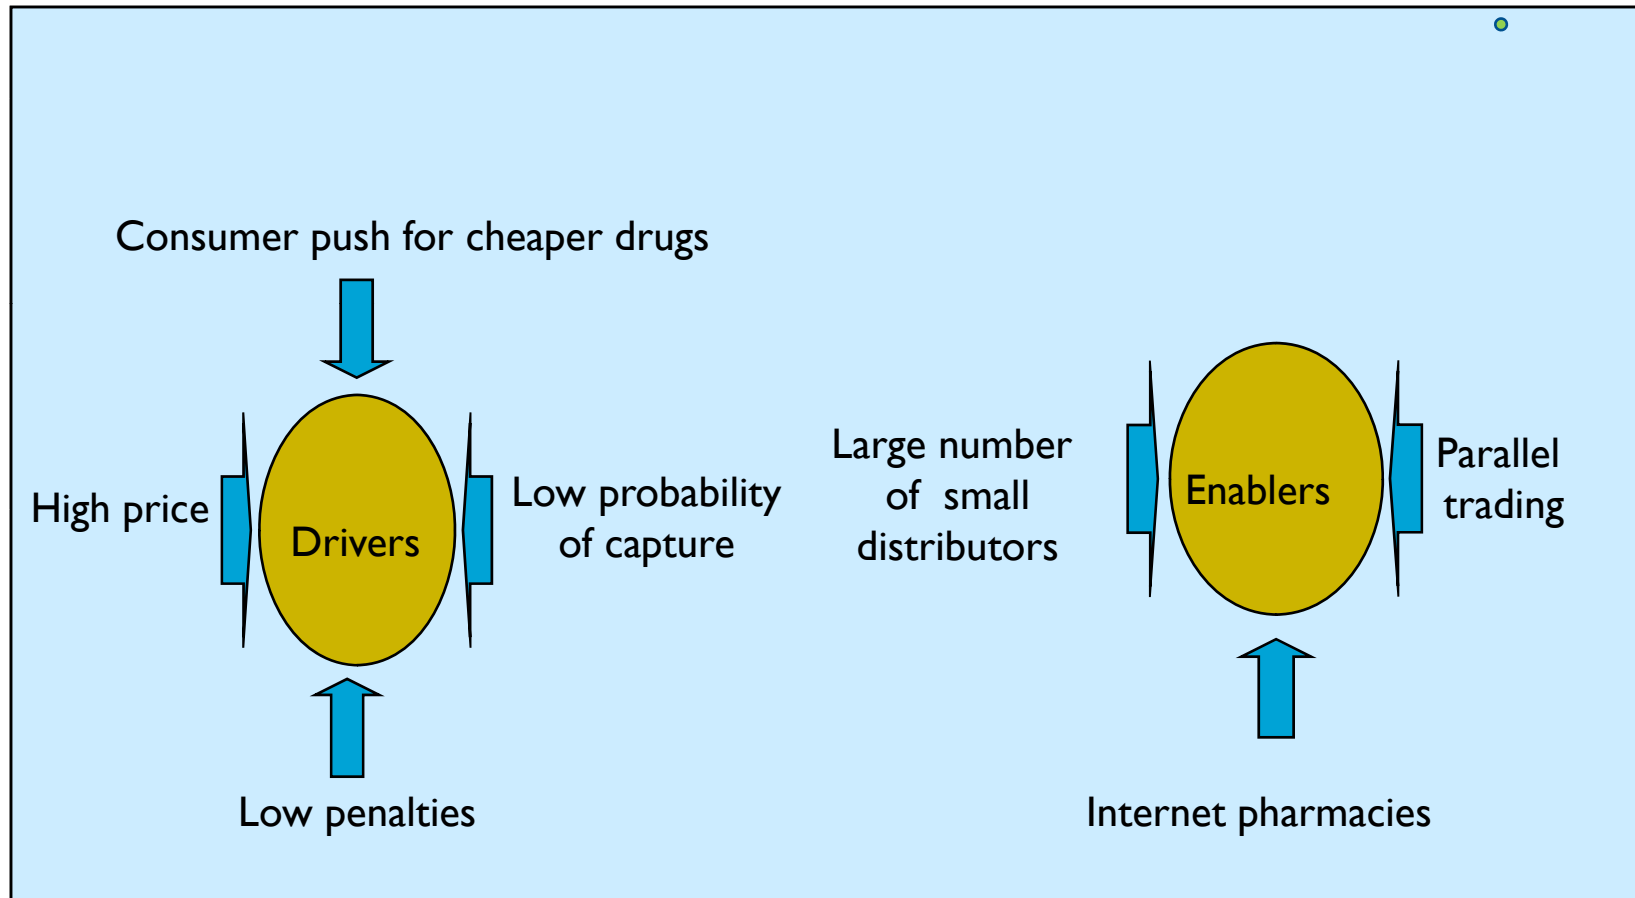 Consumer push for cheaper drugs
High price
Drivers
Low probability
of capture
Low penalties
Large number
of small
distributors
Enablers
Parallel
trading
Internet pharmacies